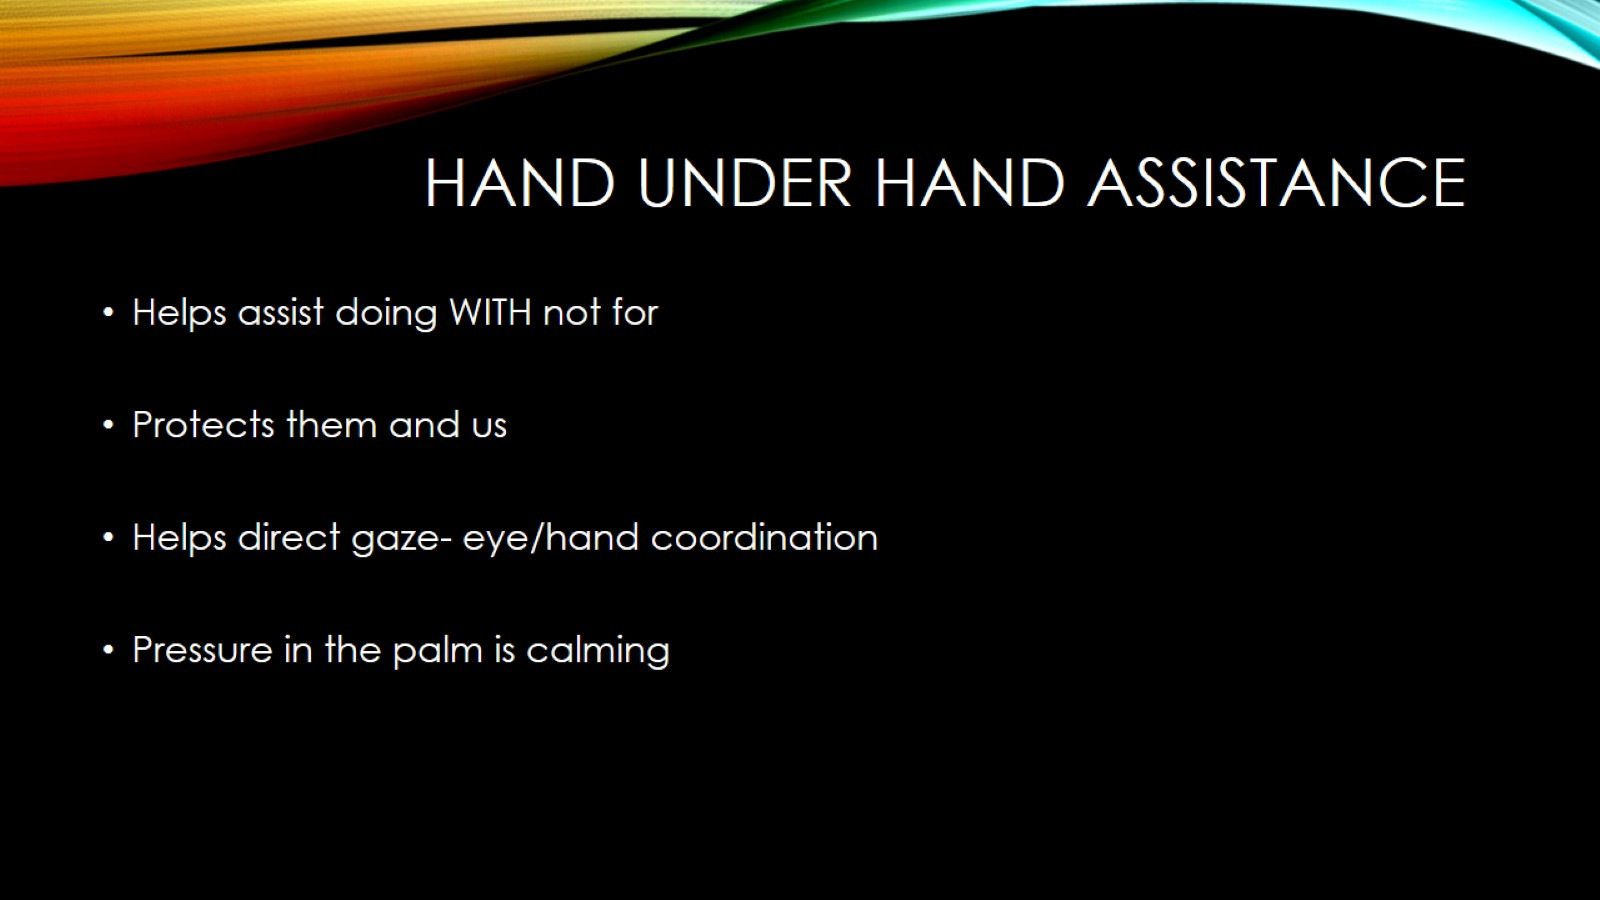 HAND UNDER HAND ASSISTANCE
• Helps assist doing WITH not for
• Protects them and us
• Helps direct gaze- eye/hand coordination
• Pressure in the palm is calming